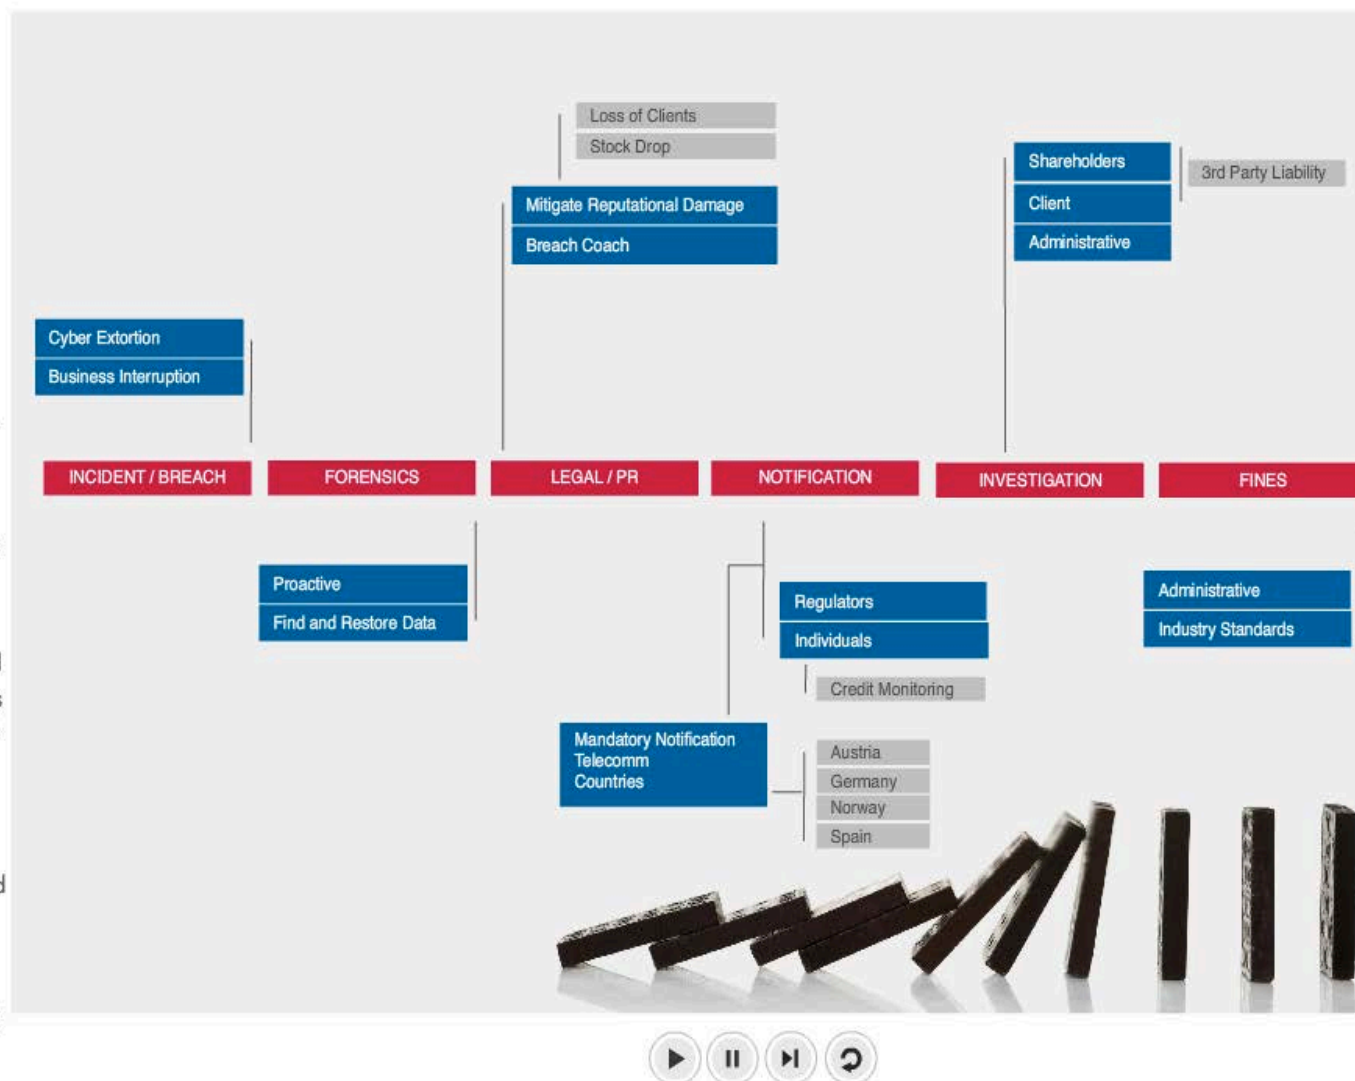 Loss of Clients
Stock Drop
Mitigate Reputational Damage
Breach Coach
Shareholders
Client
Administrative
3rd Party Liability
Cyber Extortion
Business Interruption
INCIDENT / BREACH
FORENSICS
LEGAL / PR
NOTIFICATION
INVESTIGATION
FINES
Proactive
Find and Restore Data
Regulators
Individuals
Credit Monitoring
Administrative
Industry Standards
Mandatory Notification
Telecomm
Countries
Austria
Germany
Norway
Spain